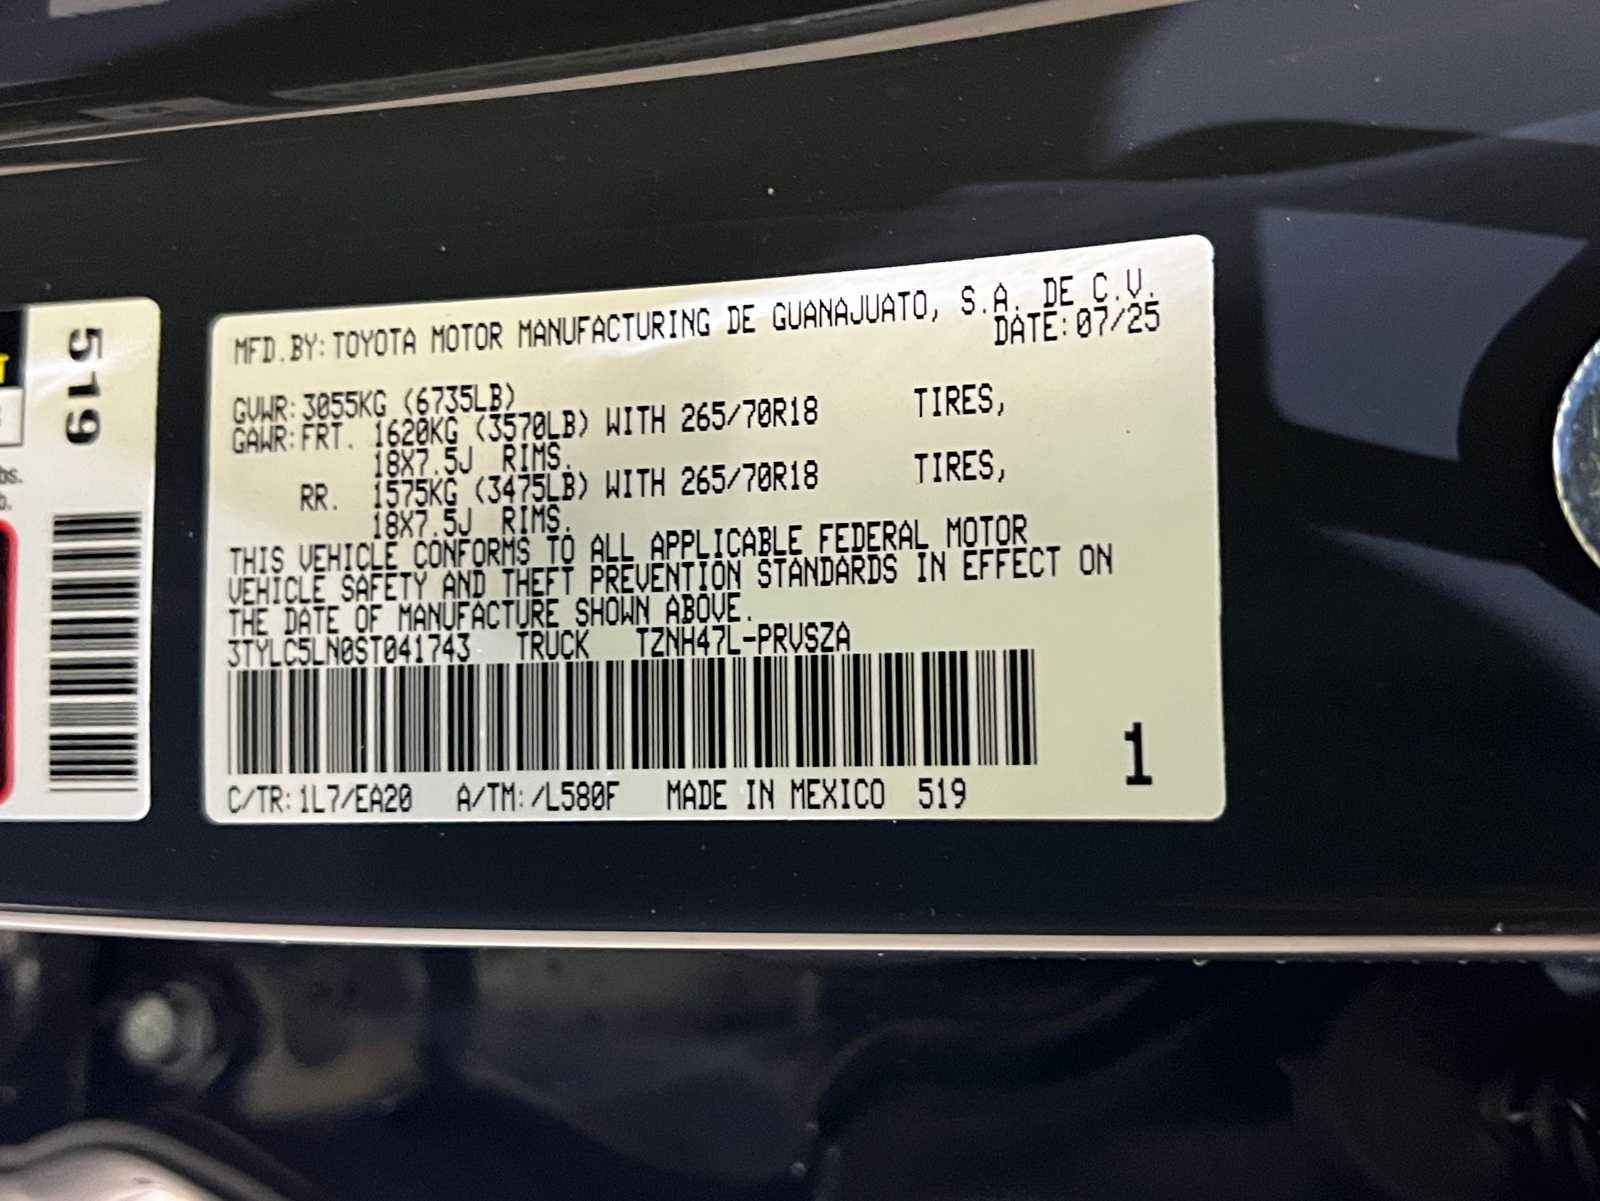 MFD.BY: TOYOTA MOTOR MANUFACTURING DE GUANAJUATO, S.A. DE C.V.
DATE: 07/25
GVWR: 3055KG (6735LB)
GAWR: FRT. 1620KG (3570LB) WITH 265/70R18 TIRES,
18X7.5J RIMS.
RR. 1575KG (3475LB) WITH 265/70R18 TIRES,
18X7.5J RIMS.
THIS VEHICLE CONFORMS TO ALL APPLICABLE FEDERAL MOTOR
VEHICLE SAFETY AND THEFT PREVENTION STANDARDS IN EFFECT ON
THE DATE OF MANUFACTURE SHOWN ABOVE.
3TYLC5LN0ST041743 TRUCK TZNH47L-PRVSZA
C/TR: 1L7/EA20 A/TM: /L580F MADE IN MEXICO 519
1
519